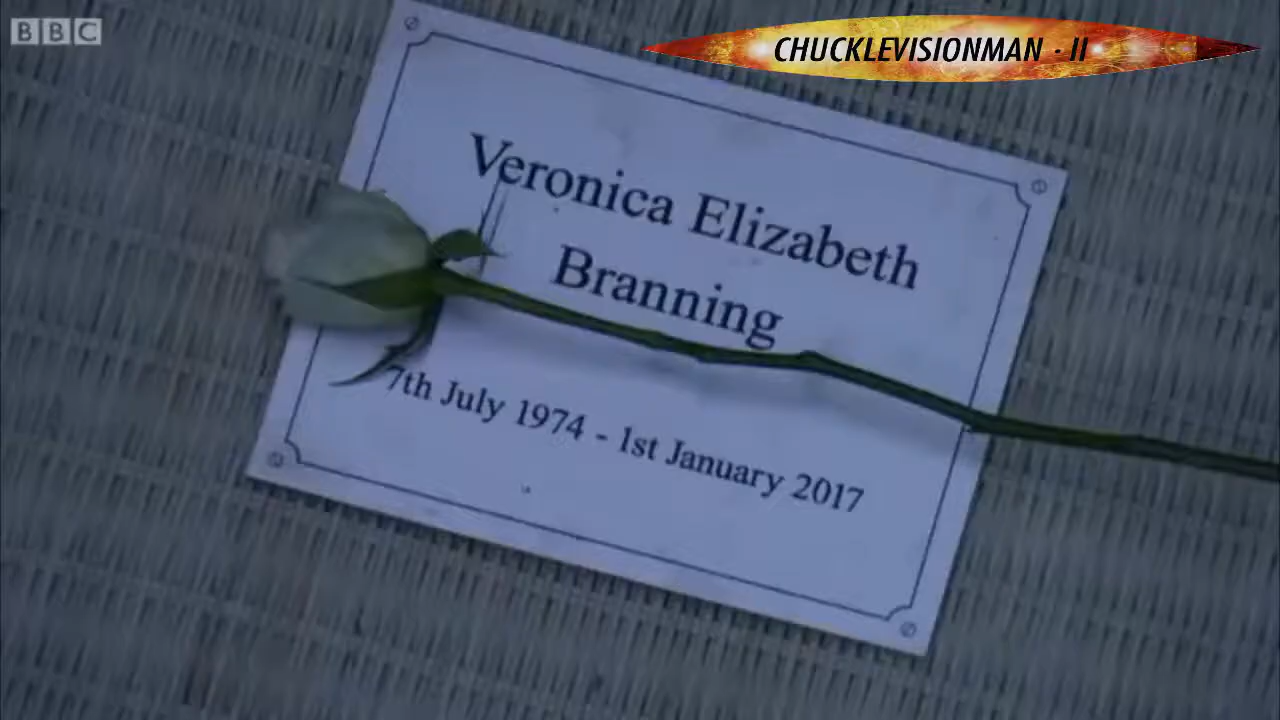 BBC
CHUCKLEVISIONMAN · II
Veronica Elizabeth
Branning
7th July 1974 - 1st January 2017